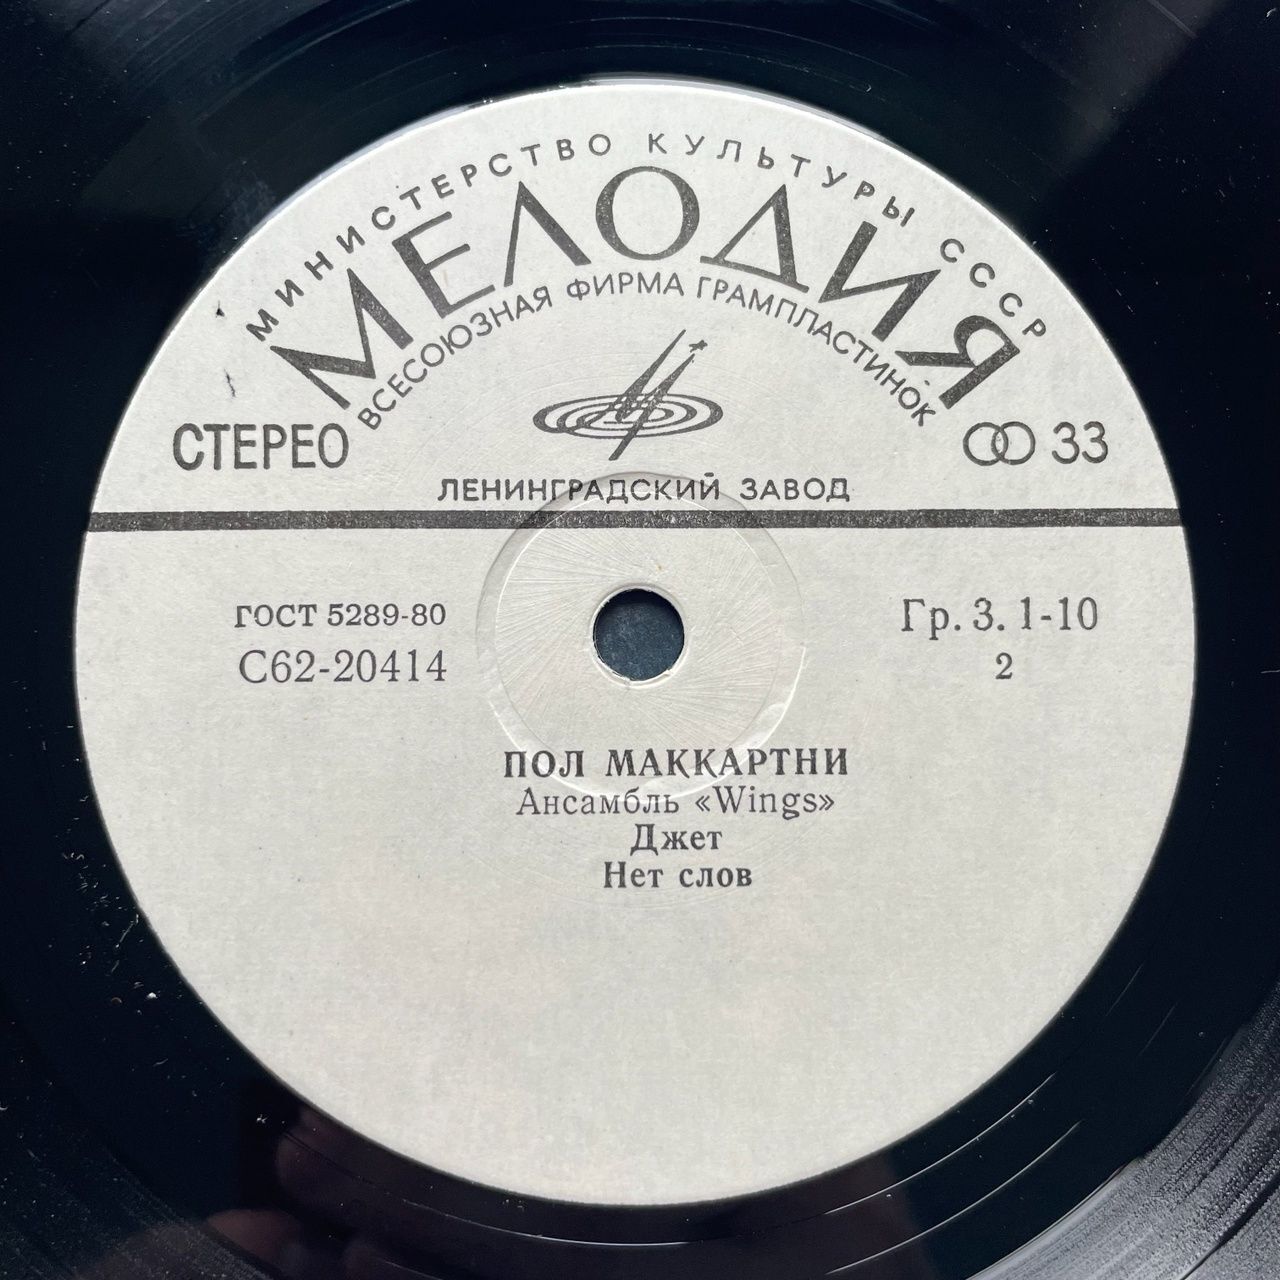 МИНИСТЕРСТВО КУЛЬТУРЫ СССР
МЕЛОДИЯ
ВСЕСОЮЗНАЯ ФИРМА ГРАМПЛАСТИНОК
СТЕРЕО
33
ЛЕНИНГРАДСКИЙ ЗАВОД
ГОСТ 5289-80
Гр. 3. 1-10
С62-20414
2
ПОЛ МАККАРТНИ
Ансамбль «Wings»
Джет
Нет слов